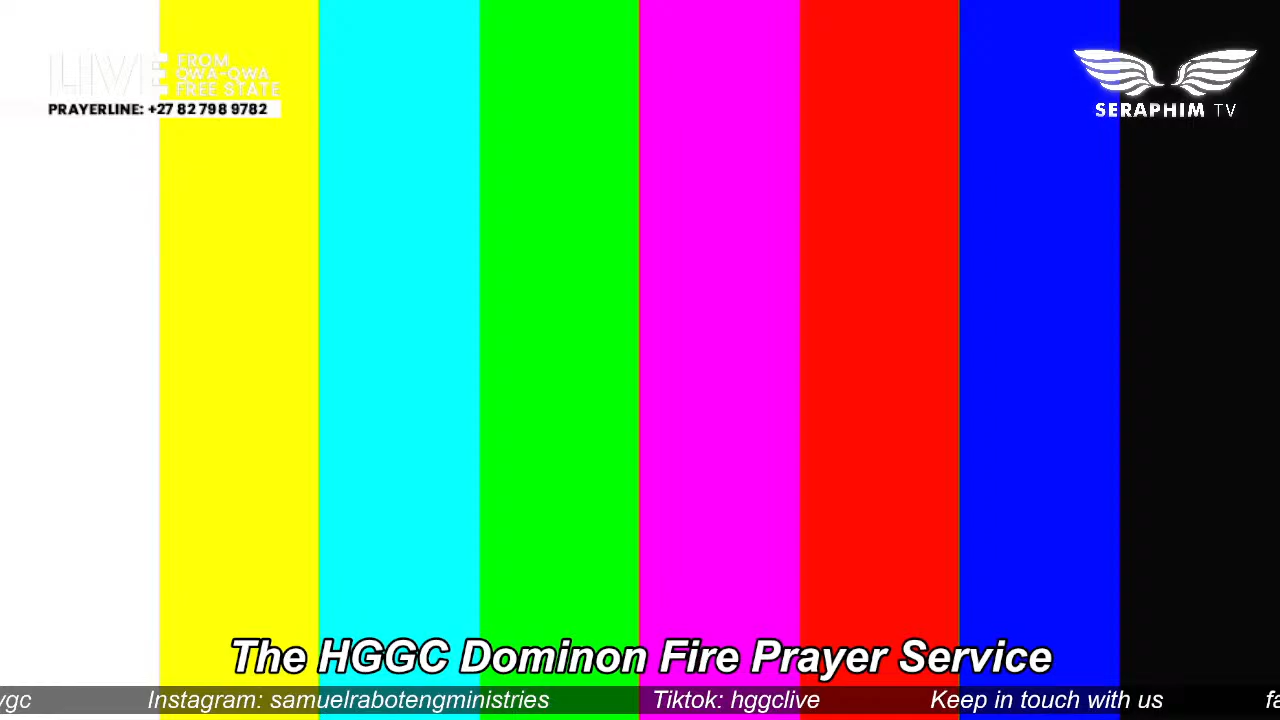 LIVE FROM
QWA-QWA
FREE STATE
PRAYERLINE: +27 82 798 9782
SERAPHIM TV
The HGGC Dominon Fire Prayer Service
Instagram: samuelrabotengministries Tiktok: hggclive Keep in touch with us